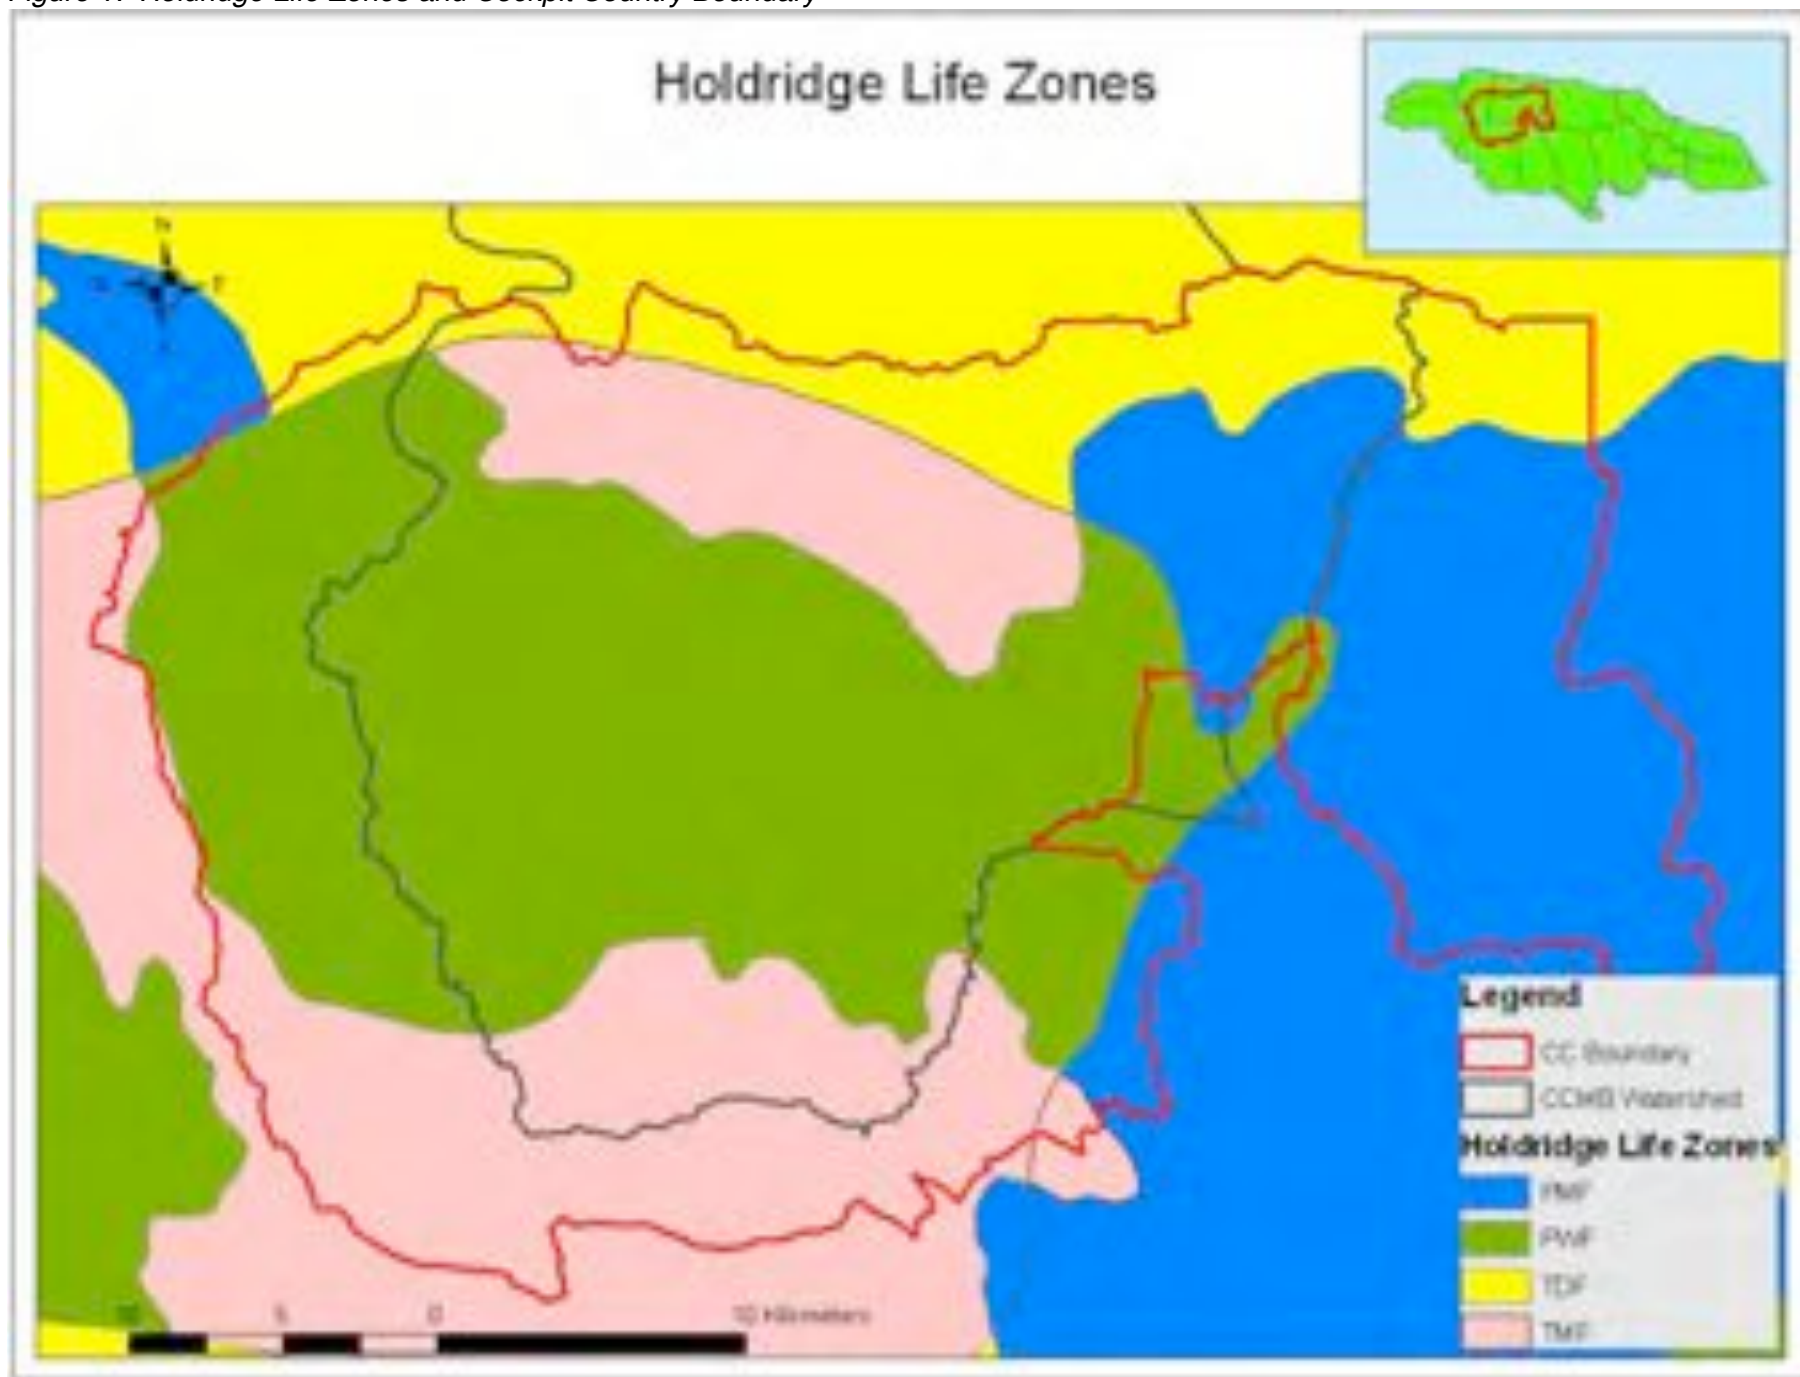 Holdridge Life Zones
N
Legend
CC Boundary
CCMB Watershed
Holdridge Life Zones
PMF
PWF
TDF
TMF
10 5 0 10 Kilometers